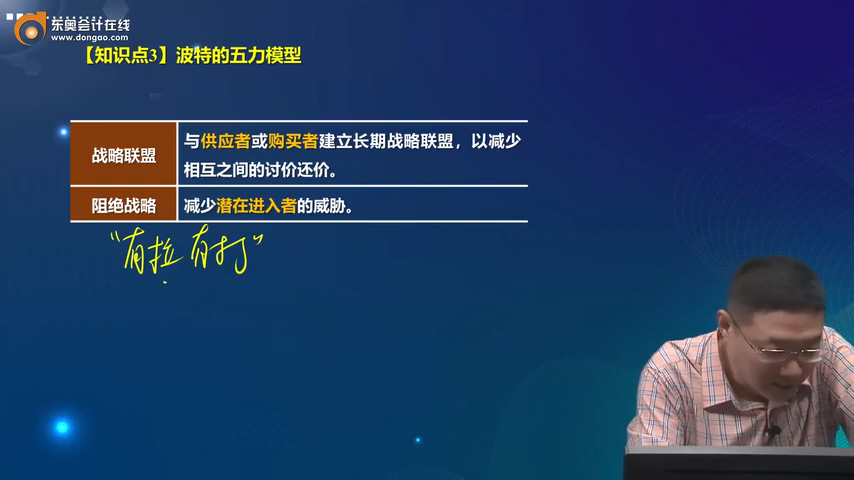 东奥会计在线
www.dongao.com
【知识点3】波特的五力模型
战略联盟
与供应者或购买者建立长期战略联盟，以减少
相互之间的讨价还价。
阻绝战略
减少潜在进入者的威胁。
“有拉有打”